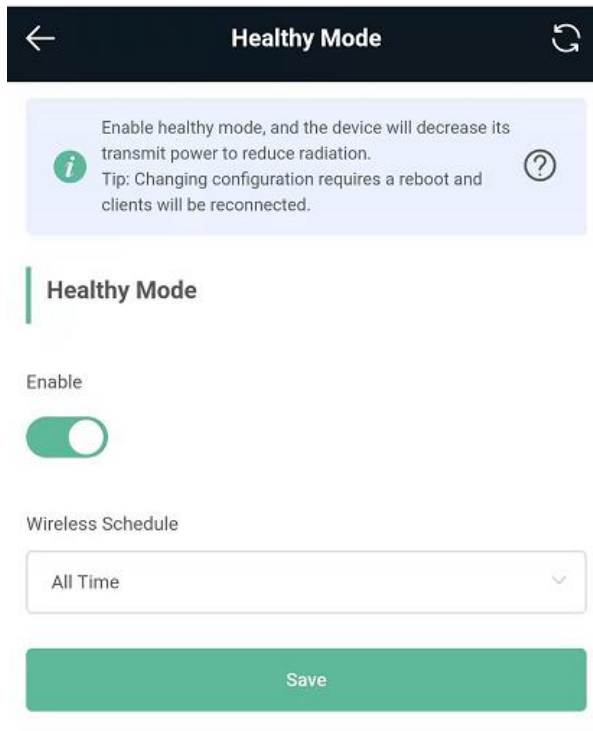 Healthy Mode
Enable healthy mode, and the device will decrease its
transmit power to reduce radiation.
Tip: Changing configuration requires a reboot and
clients will be reconnected.
Healthy Mode
Enable
Wireless Schedule
All Time
Save